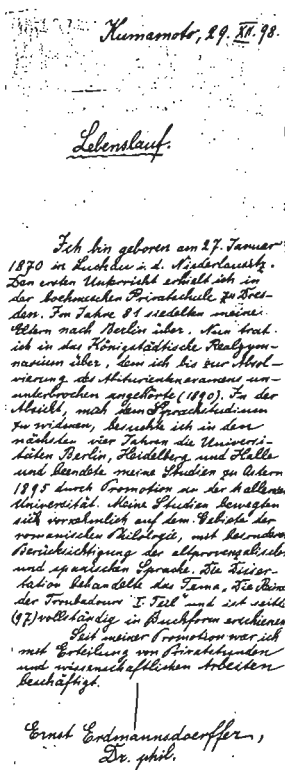 Kumamoto, 29. XII. 98.
Lebenslauf.
Ich bin geboren am 27. Januar
1870 in Luckau i. d. Niederlausitz.
Den ersten Unterricht erhielt ich in
der boehmischen Privatschule zu Dres-
den. Im Jahre 81 siedelten meine
Eltern nach Berlin über. Nun trat
ich in das Königstädtische Realgym-
nasium über, dem ich bis zur Absol-
vierung des Abiturientenexamens un-
unterbrochen angehörte (1890). In der
Absicht, mich dem Sprachstudium
zu widmen, besuchte ich in den
nächsten vier Jahren die Universi-
täten Berlin, Heidelberg und Halle
und beendete meine Studien zu Ostern
1895 durch Promotion an der hallenser
Universität. Meine Studien bewegten
sich vornehmlich auf dem Gebiete der
romanischen Philologie, mit besonderer
Berücksichtigung der altprovenzalischen
und spanischen Sprache. Die Disser-
tation behandelte das Tema, Die Reime
der Troubadours I. Teil und ist seither
(97) vollständig in Buchform erschienen.
Seit meiner Promotion war ich
mit Erteilung von Privatstunden
und wissenschaftlichen Arbeiten
beschäftigt.
Ernst Erdmannsdoerffer,
Dr. phil.